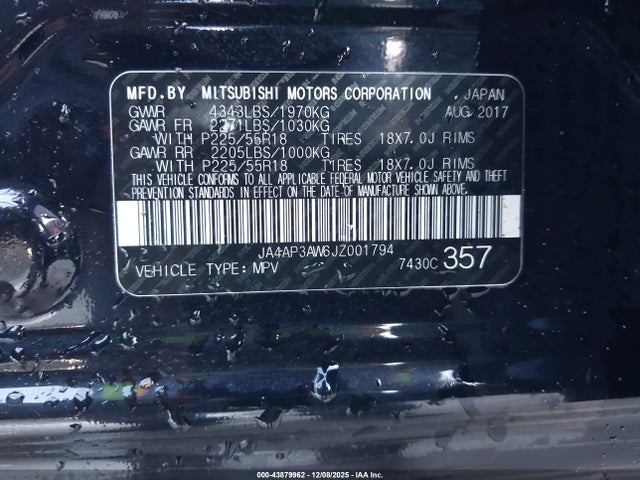 MFD. BY MITSUBISHI MOTORS CORPORATION , JAPAN
GVWR 4343LBS/1970KG AUG 2017
GAWR FR 2271LBS/1030KG
WITH P225/55R18 TIRES 18X7.0J RIMS
GAWR RR 2205LBS/1000KG
WITH P225/55R18 TIRES 18X7.0J RIMS
THIS VEHICLE CONFORMS TO ALL APPLICABLE FEDERAL MOTOR VEHICLE SAFETY AND THEFT
PREVENTION STANDARDS IN EFFECT ON THE DATE OF MANUFACTURE SHOWN ABOVE.
JA4AP3AW6JZ001794
VEHICLE TYPE: MPV 7430C 357
000-43879962 - 12/08/2025 - IAA Inc.